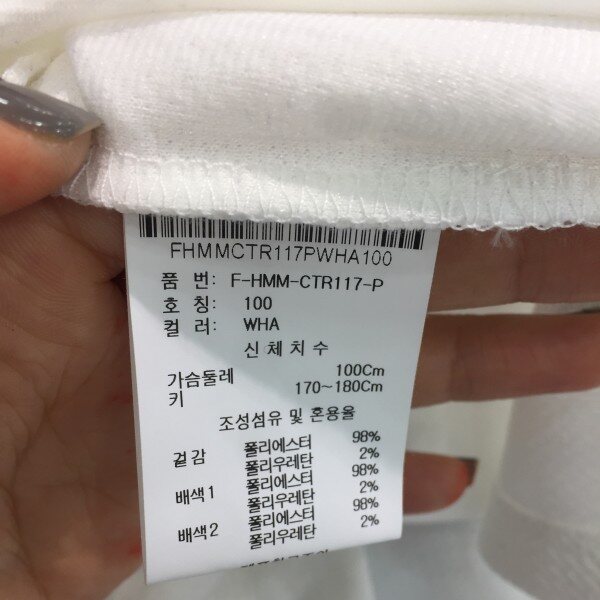 FHMMCTR117PWHA100
품 번: F-HMM-CTR117-P
호 칭: 100
컬 러: WHA
신 체 치 수
가슴둘레 100Cm
키 170~180Cm
조성섬유 및 혼용율
겉 감 폴리에스터 98%
폴리우레탄 2%
배색1 폴리에스터 98%
폴리우레탄 2%
배색2 폴리에스터 98%
폴리우레탄 2%